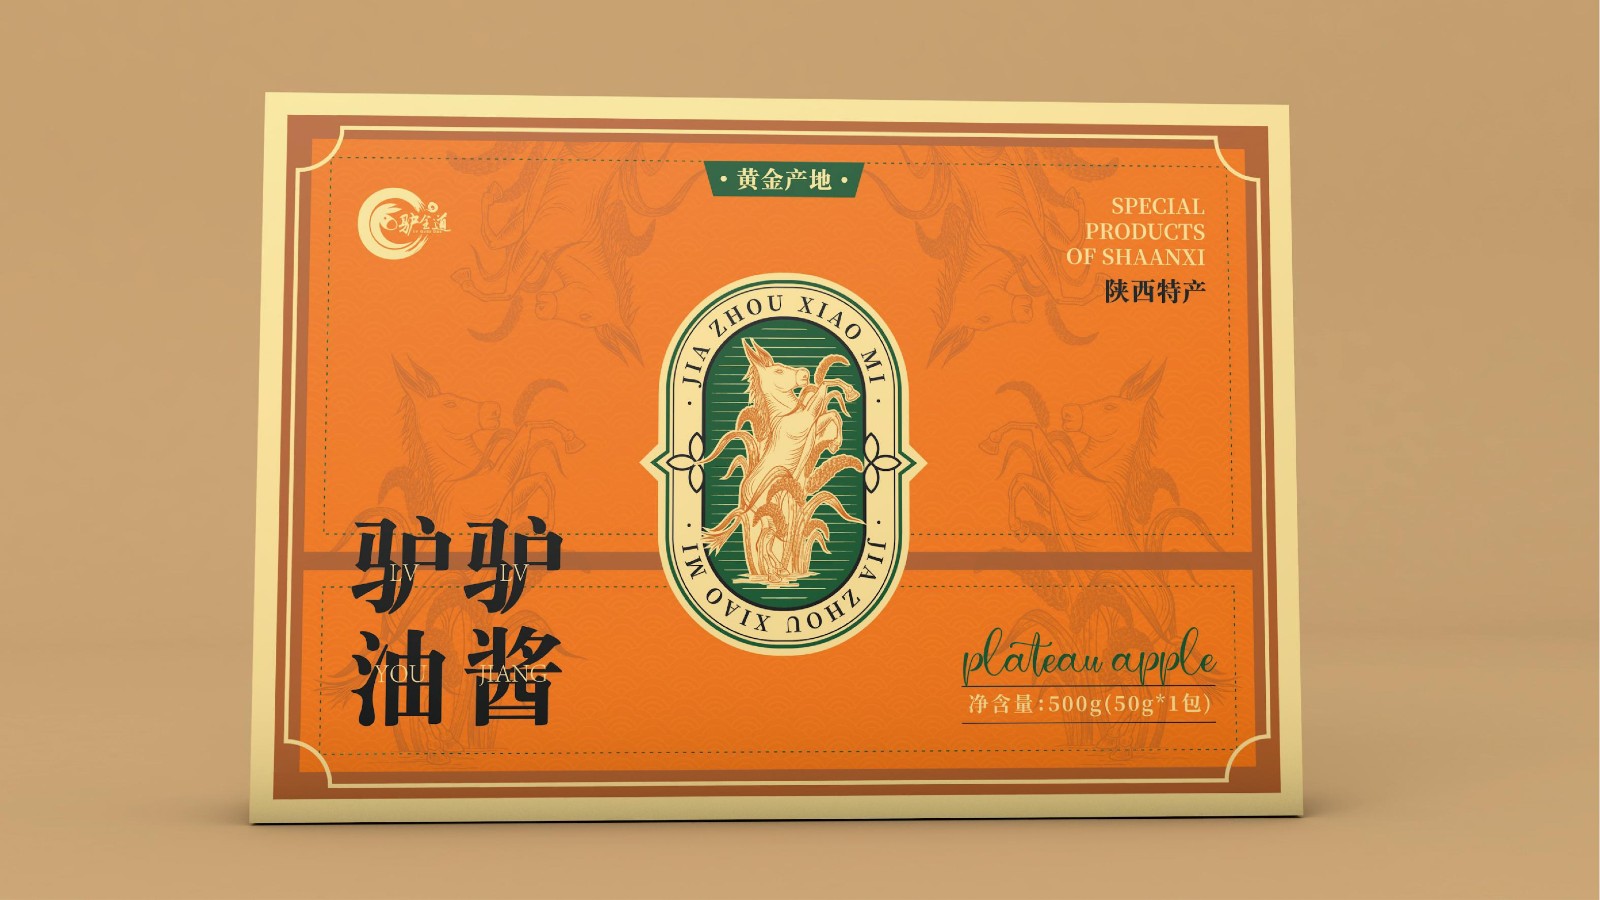 ·黄金产地·
驴全道
SPECIAL
PRODUCTS
OF SHAANXI
陕西特产
· JIA ZHOU XIAO MI ·
· JIA ZHOU XIAO MI ·
驴驴
LV LV
油酱
YOU JIANG
plateau apple
净含量:500g(50g*1包)